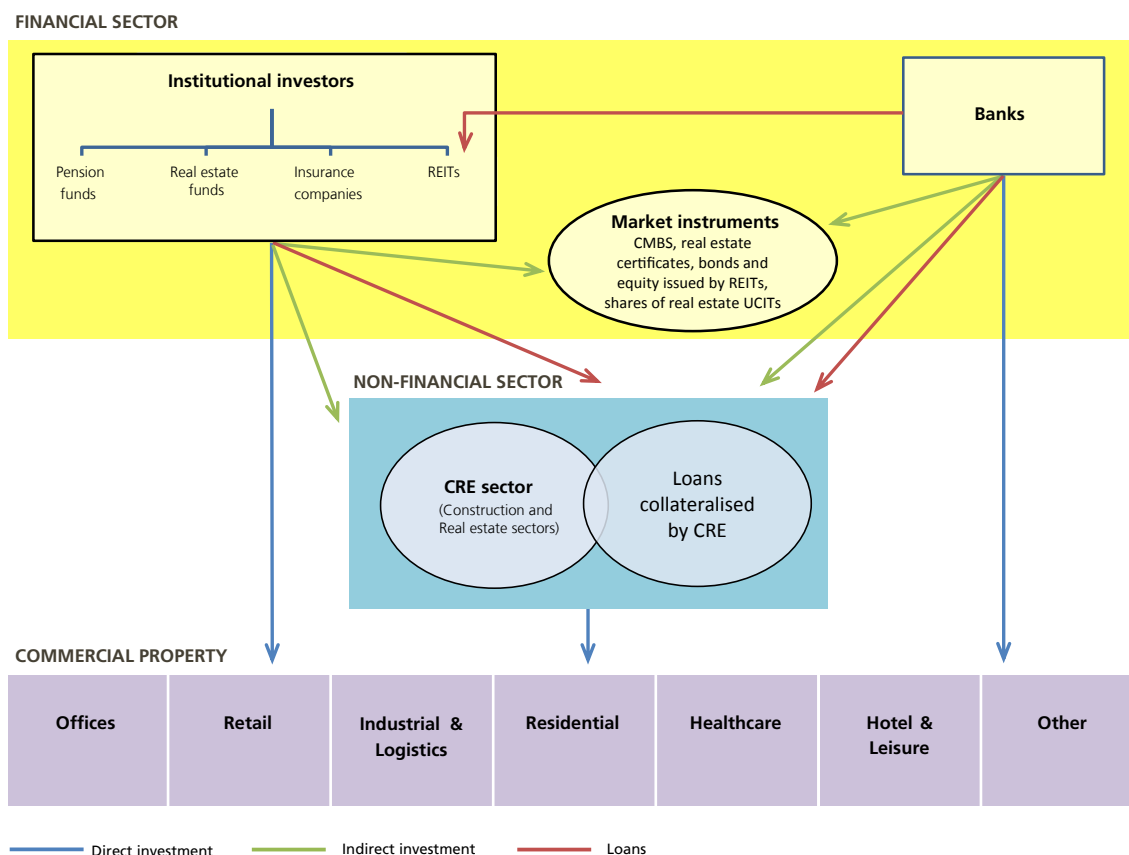 FINANCIAL SECTOR
Institutional investors
Pension
funds
Real estate
funds
Insurance
companies
REITs
Banks
Market instruments
CMBS, real estate
certificates, bonds and
equity issued by REITs,
shares of real estate UCITs
NON-FINANCIAL SECTOR
CRE sector
(Construction and
Real estate sectors)
Loans
collateralised
by CRE
COMMERCIAL PROPERTY
Offices
Retail
Industrial &
Logistics
Residential
Healthcare
Hotel &
Leisure
Other
Direct investment
Indirect investment
Loans